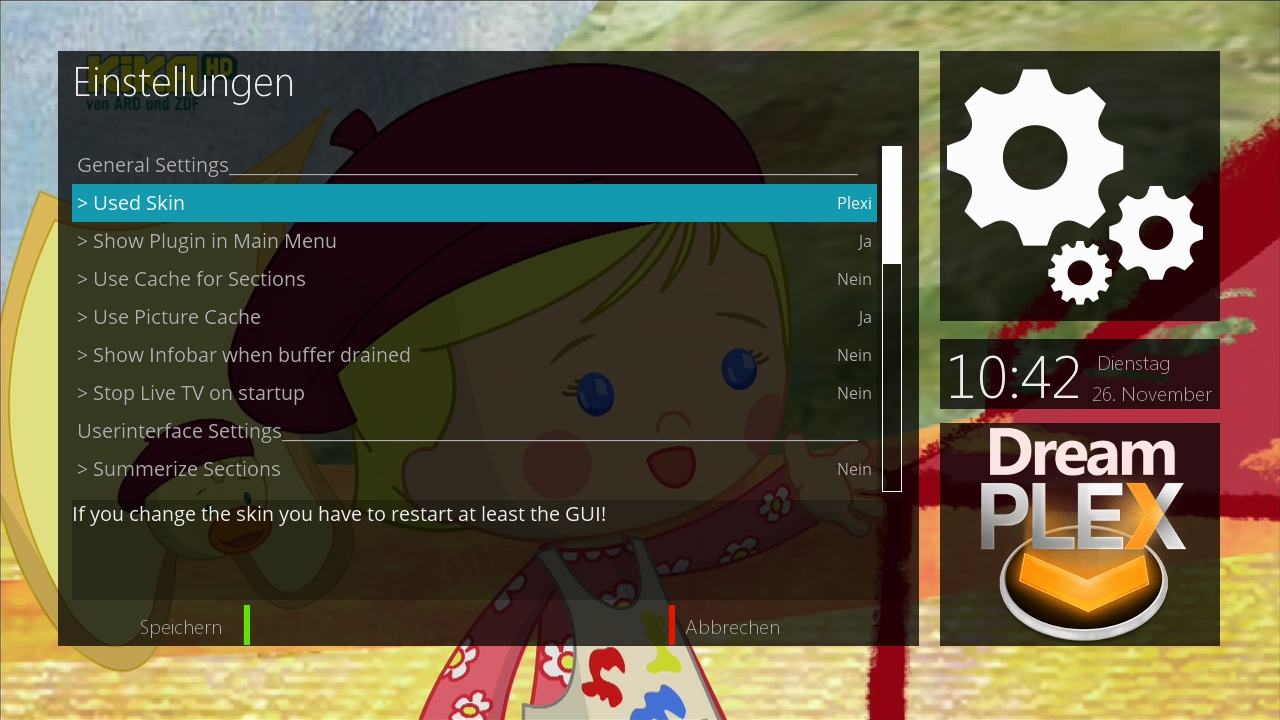 KiKA HD
von ARD und ZDF
Einstellungen
General Settings
> Used Skin Plexi
> Show Plugin in Main Menu Ja
> Use Cache for Sections Nein
> Use Picture Cache Ja
> Show Infobar when buffer drained Nein
> Stop Live TV on startup Nein
Userinterface Settings
> Summerize Sections Nein
If you change the skin you have to restart at least the GUI!
Speichern
Abbrechen
10:42
Dienstag
26. November
Dream
PLEX